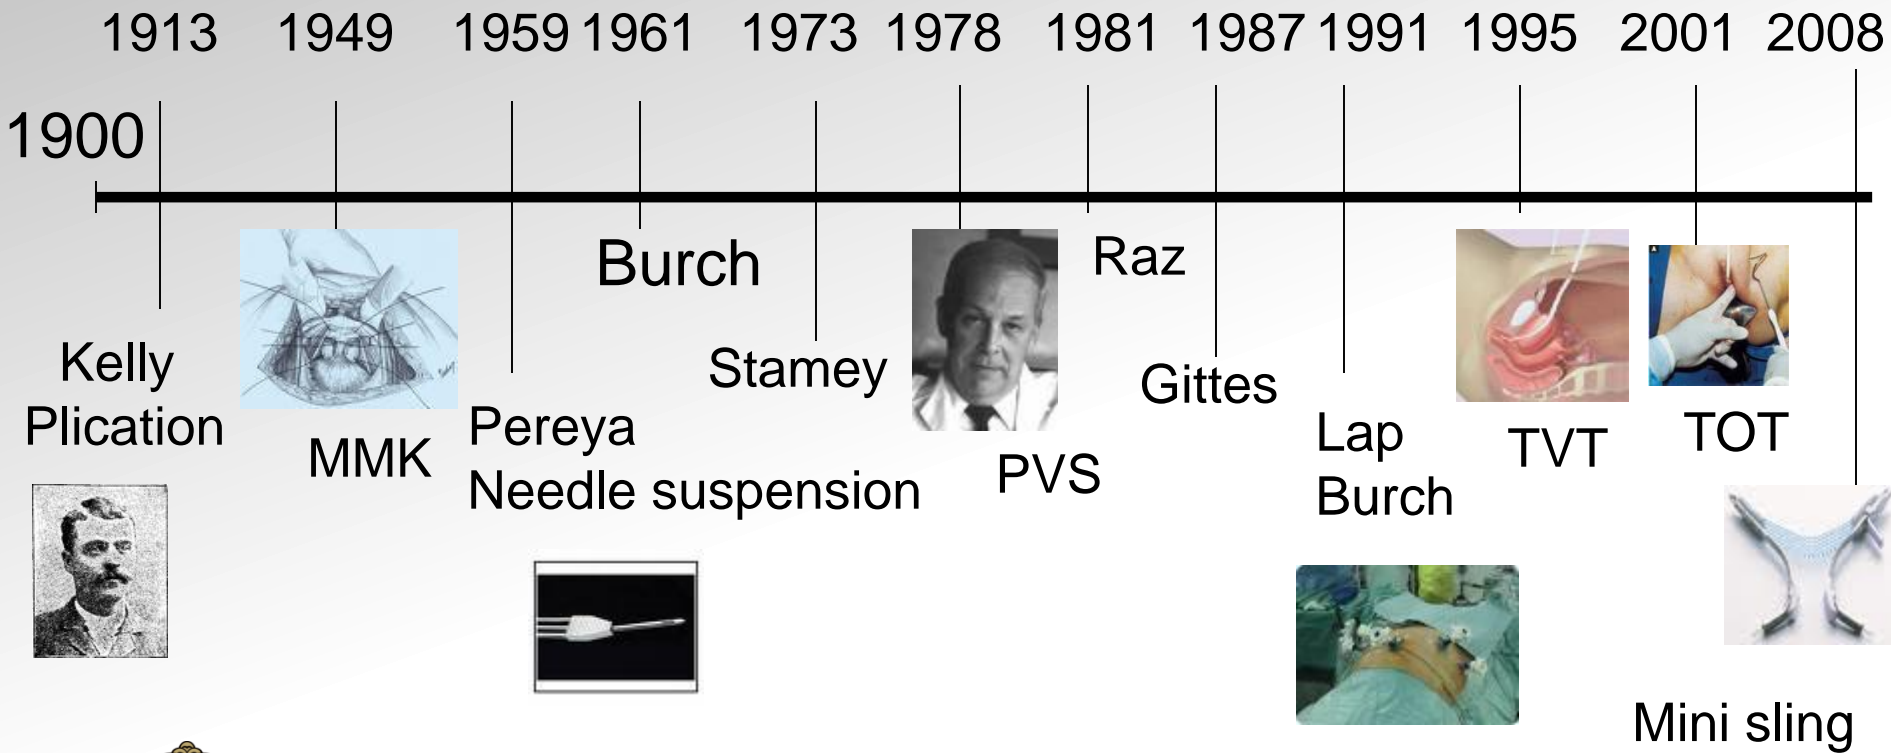 1913 1949 1959 1961 1973 1978 1981 1987 1991 1995 2001 2008
1900
Kelly
Plication
MMK
Pereya
Needle suspension
Burch
Stamey
PVS
Raz
Gittes
Lap
Burch
TVT
TOT
Mini sling